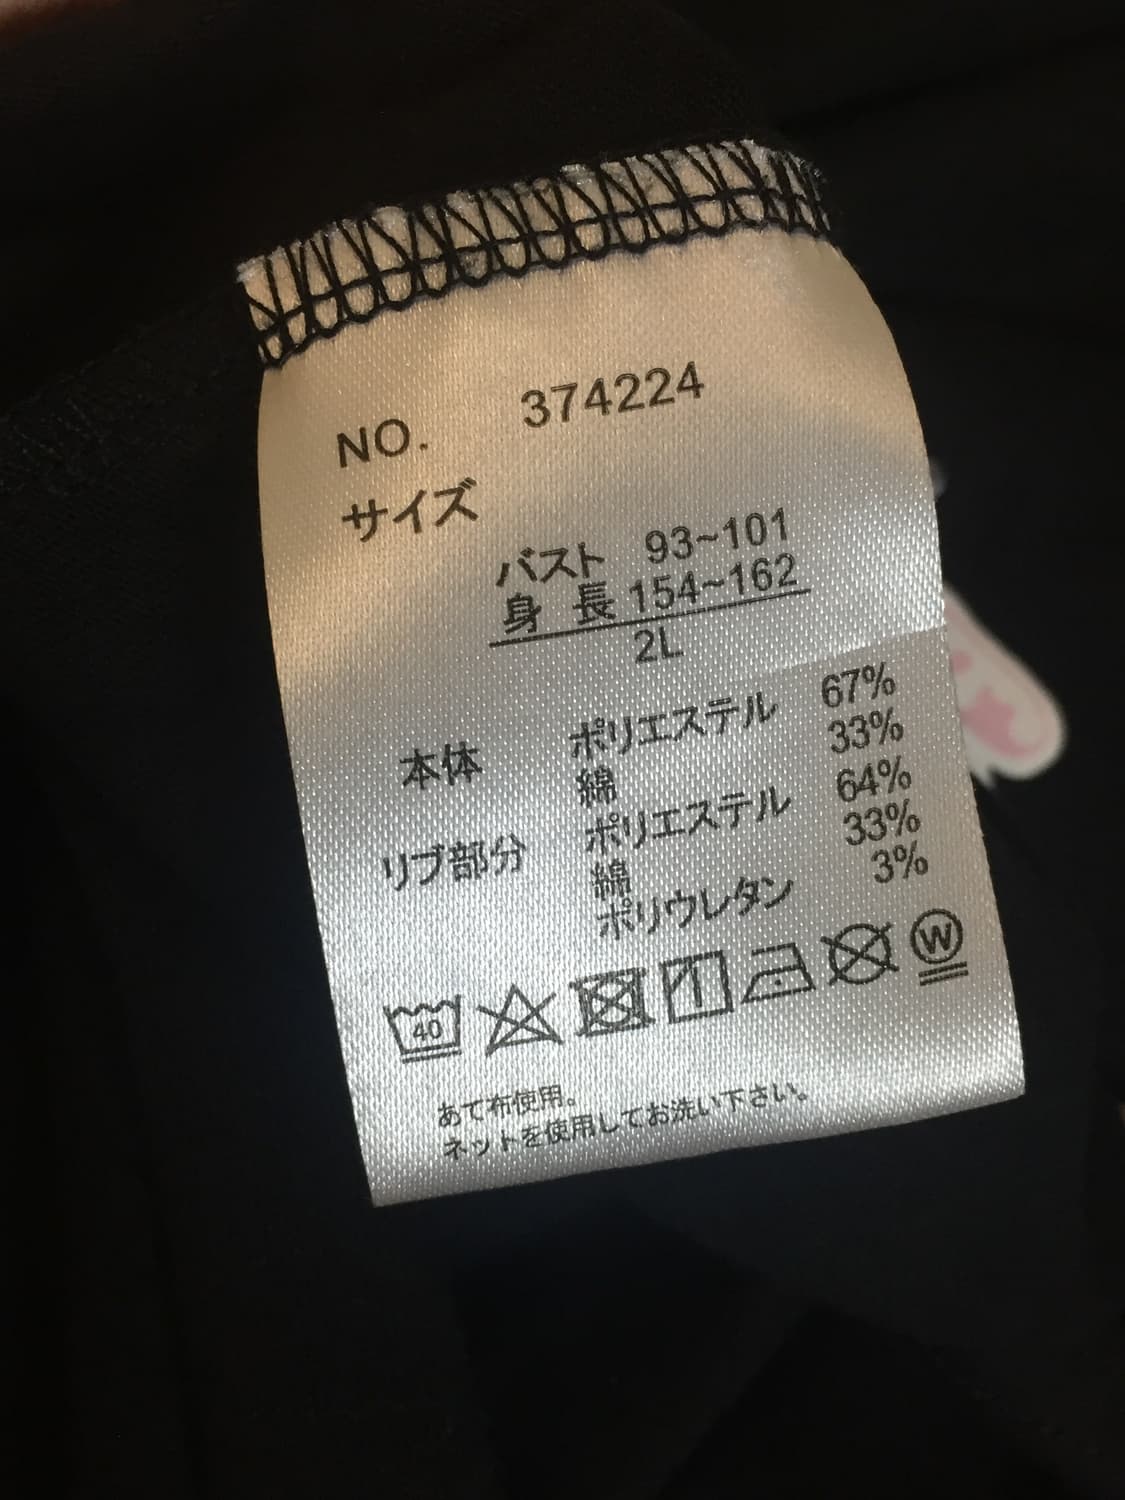 NO. 374224
サイズ
バスト 93~101
身 長 154~162
2L
本体 ポリエステル 67%
綿 33%
リブ部分 ポリエステル 64%
綿 33%
ポリウレタン 3%
40 W
あて布使用。
ネットを使用してお洗い下さい。